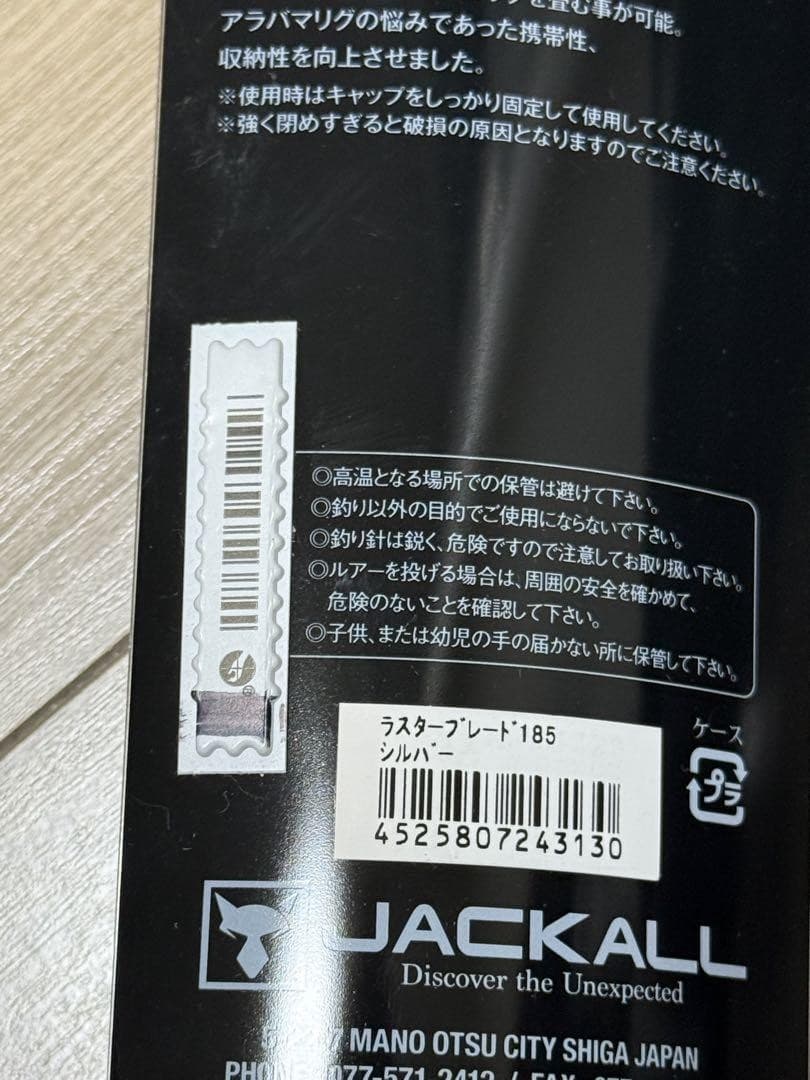 を畳む事が可能。
アラバマリグの悩みであった携帯性、
収納性を向上させました。
※使用時はキャップをしっかり固定して使用してください。
※強く閉めすぎると破損の原因となりますのでご注意ください。
◎高温となる場所での保管は避けて下さい。
◎釣り以外の目的でご使用にならないで下さい。
◎釣り針は鋭く、危険ですので注意してお取り扱い下さい。
◎ルアーを投げる場合は、周囲の安全を確かめて、
危険のないことを確認して下さい。
◎子供、または幼児の手の届かない所に保管して下さい。
ラスターブレード185
シルバー
4525807243130
ケース
プラ
JACKALL
Discover the Unexpected
MANO OTSU CITY SHIGA JAPAN
PHONE 077-571-2412 / FAX